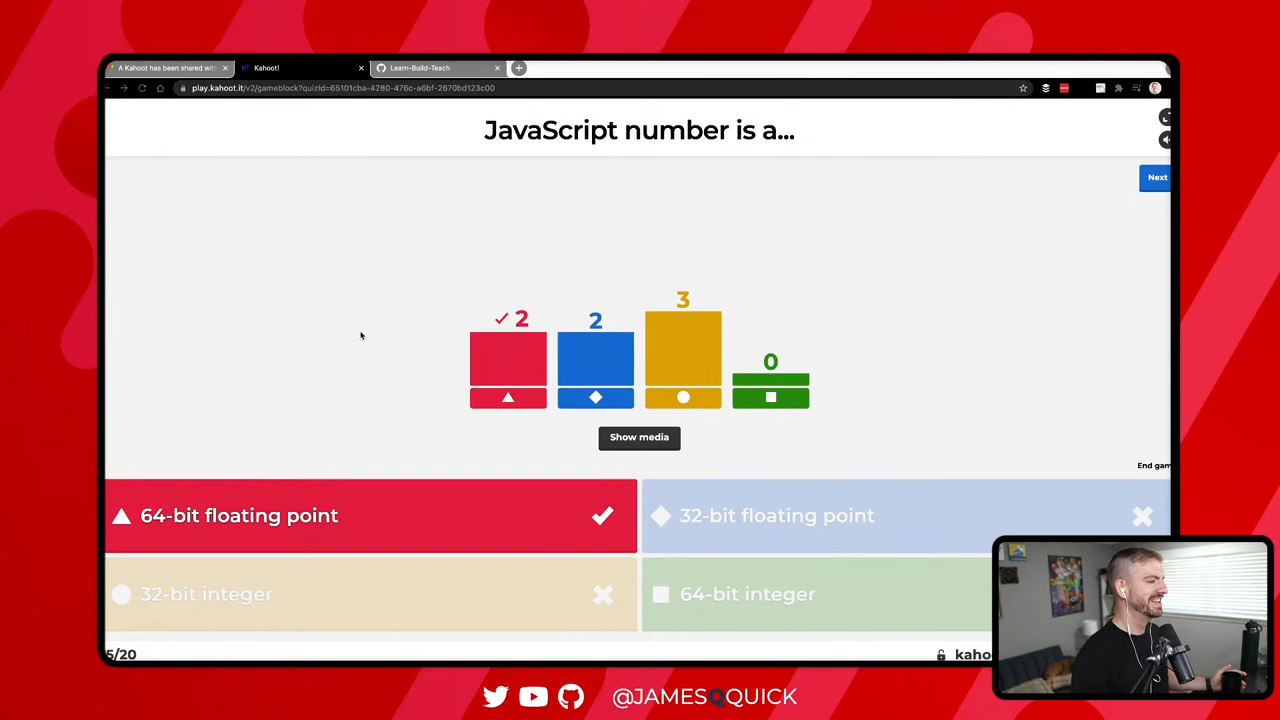 A Kahoot has been shared wit
Kahoot!
Learn-Build-Teach
play.kahoot.it/v2/gameblock?quizId=65101cba-4280-476c-a6bf-2670bd123c00
JavaScript number is a...
Next
2
2
3
0
Show media
End gam
64-bit floating point
32-bit floating point
32-bit integer
64-bit integer
5/20
kahoo
@JAMESQQUICK